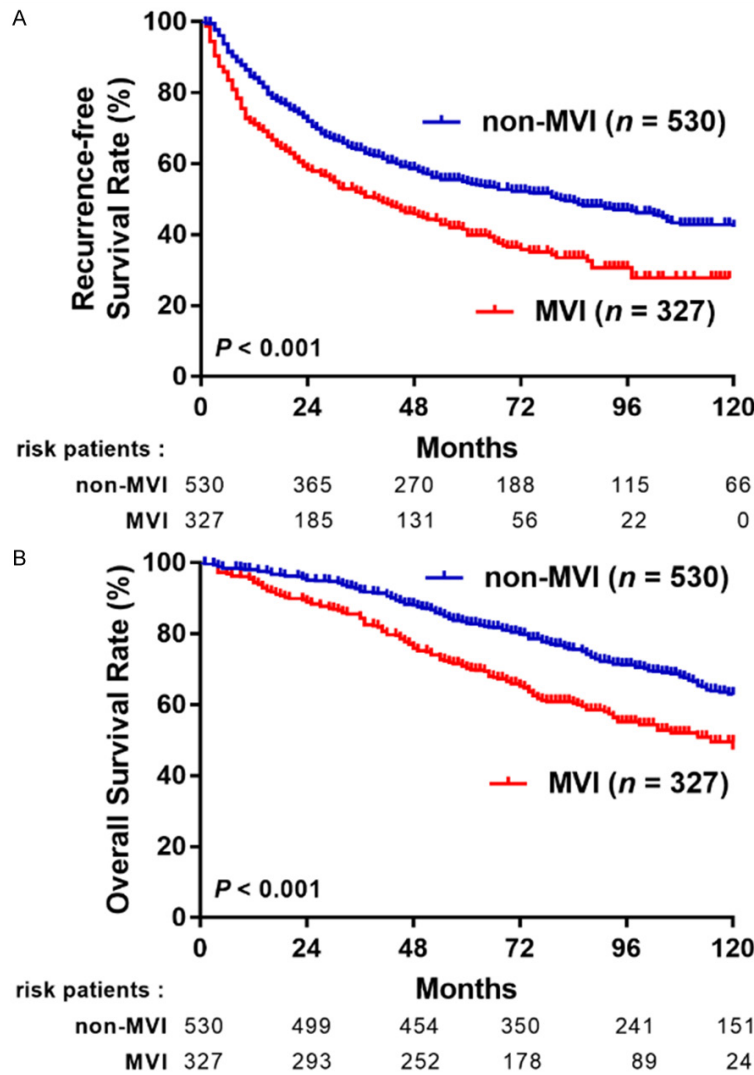 A
Recurrence-free
Survival Rate (%)
100
80
60
40
20
0
non-MVI (n = 530)
MVI (n = 327)
P < 0.001
0 24 48 72 96 120
Months
risk patients :
non-MVI 530 365 270 188 115 66
MVI 327 185 131 56 22 0
B
Overall Survival Rate (%)
100
80
60
40
20
0
non-MVI (n = 530)
MVI (n = 327)
P < 0.001
0 24 48 72 96 120
Months
risk patients :
non-MVI 530 499 454 350 241 151
MVI 327 293 252 178 89 24